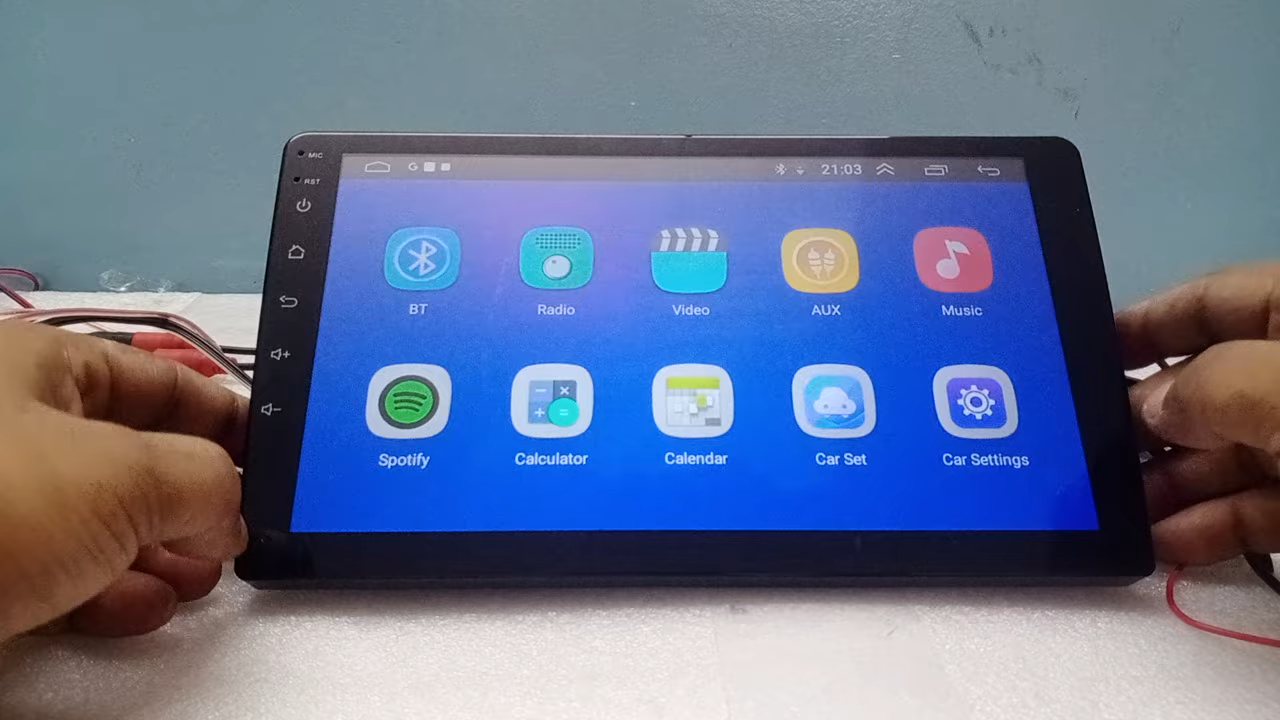 MIC
RST
G
21:03
BT
Radio
Video
AUX
Music
Spotify
Calculator
Calendar
Car Set
Car Settings